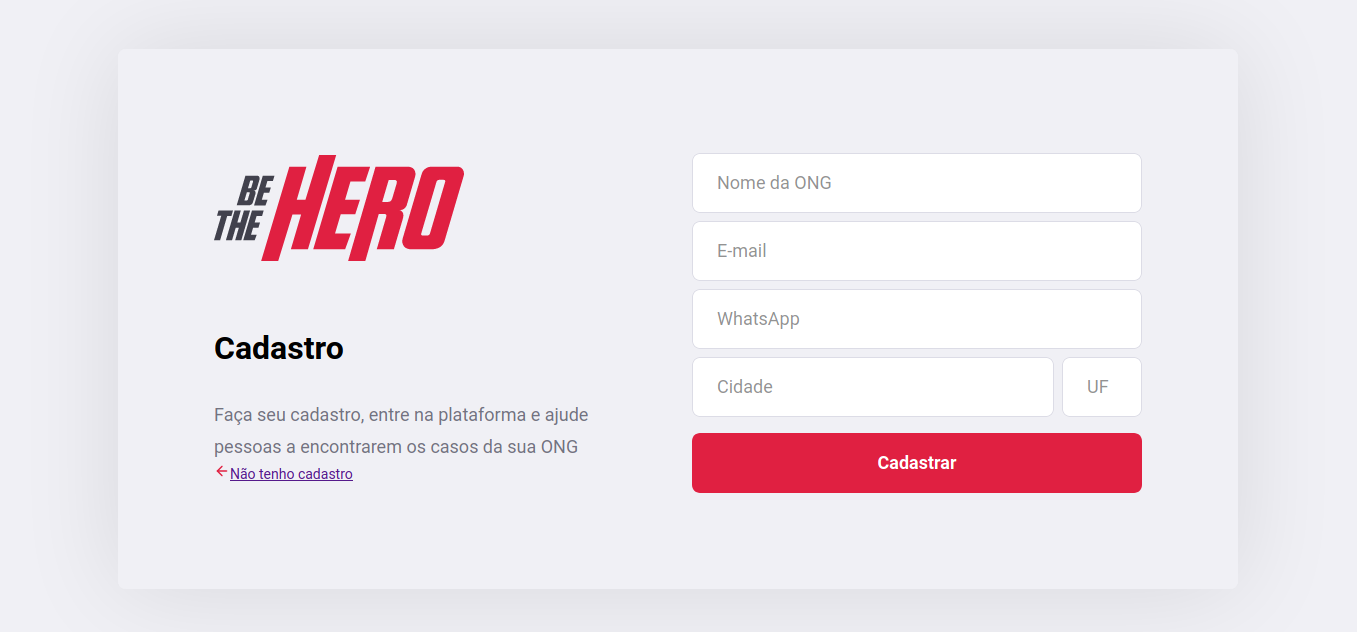 BE
THE
HERO
Cadastro
Faça seu cadastro, entre na plataforma e ajude
pessoas a encontrarem os casos da sua ONG
Não tenho cadastro
Nome da ONG
E-mail
WhatsApp
Cidade
UF
Cadastrar